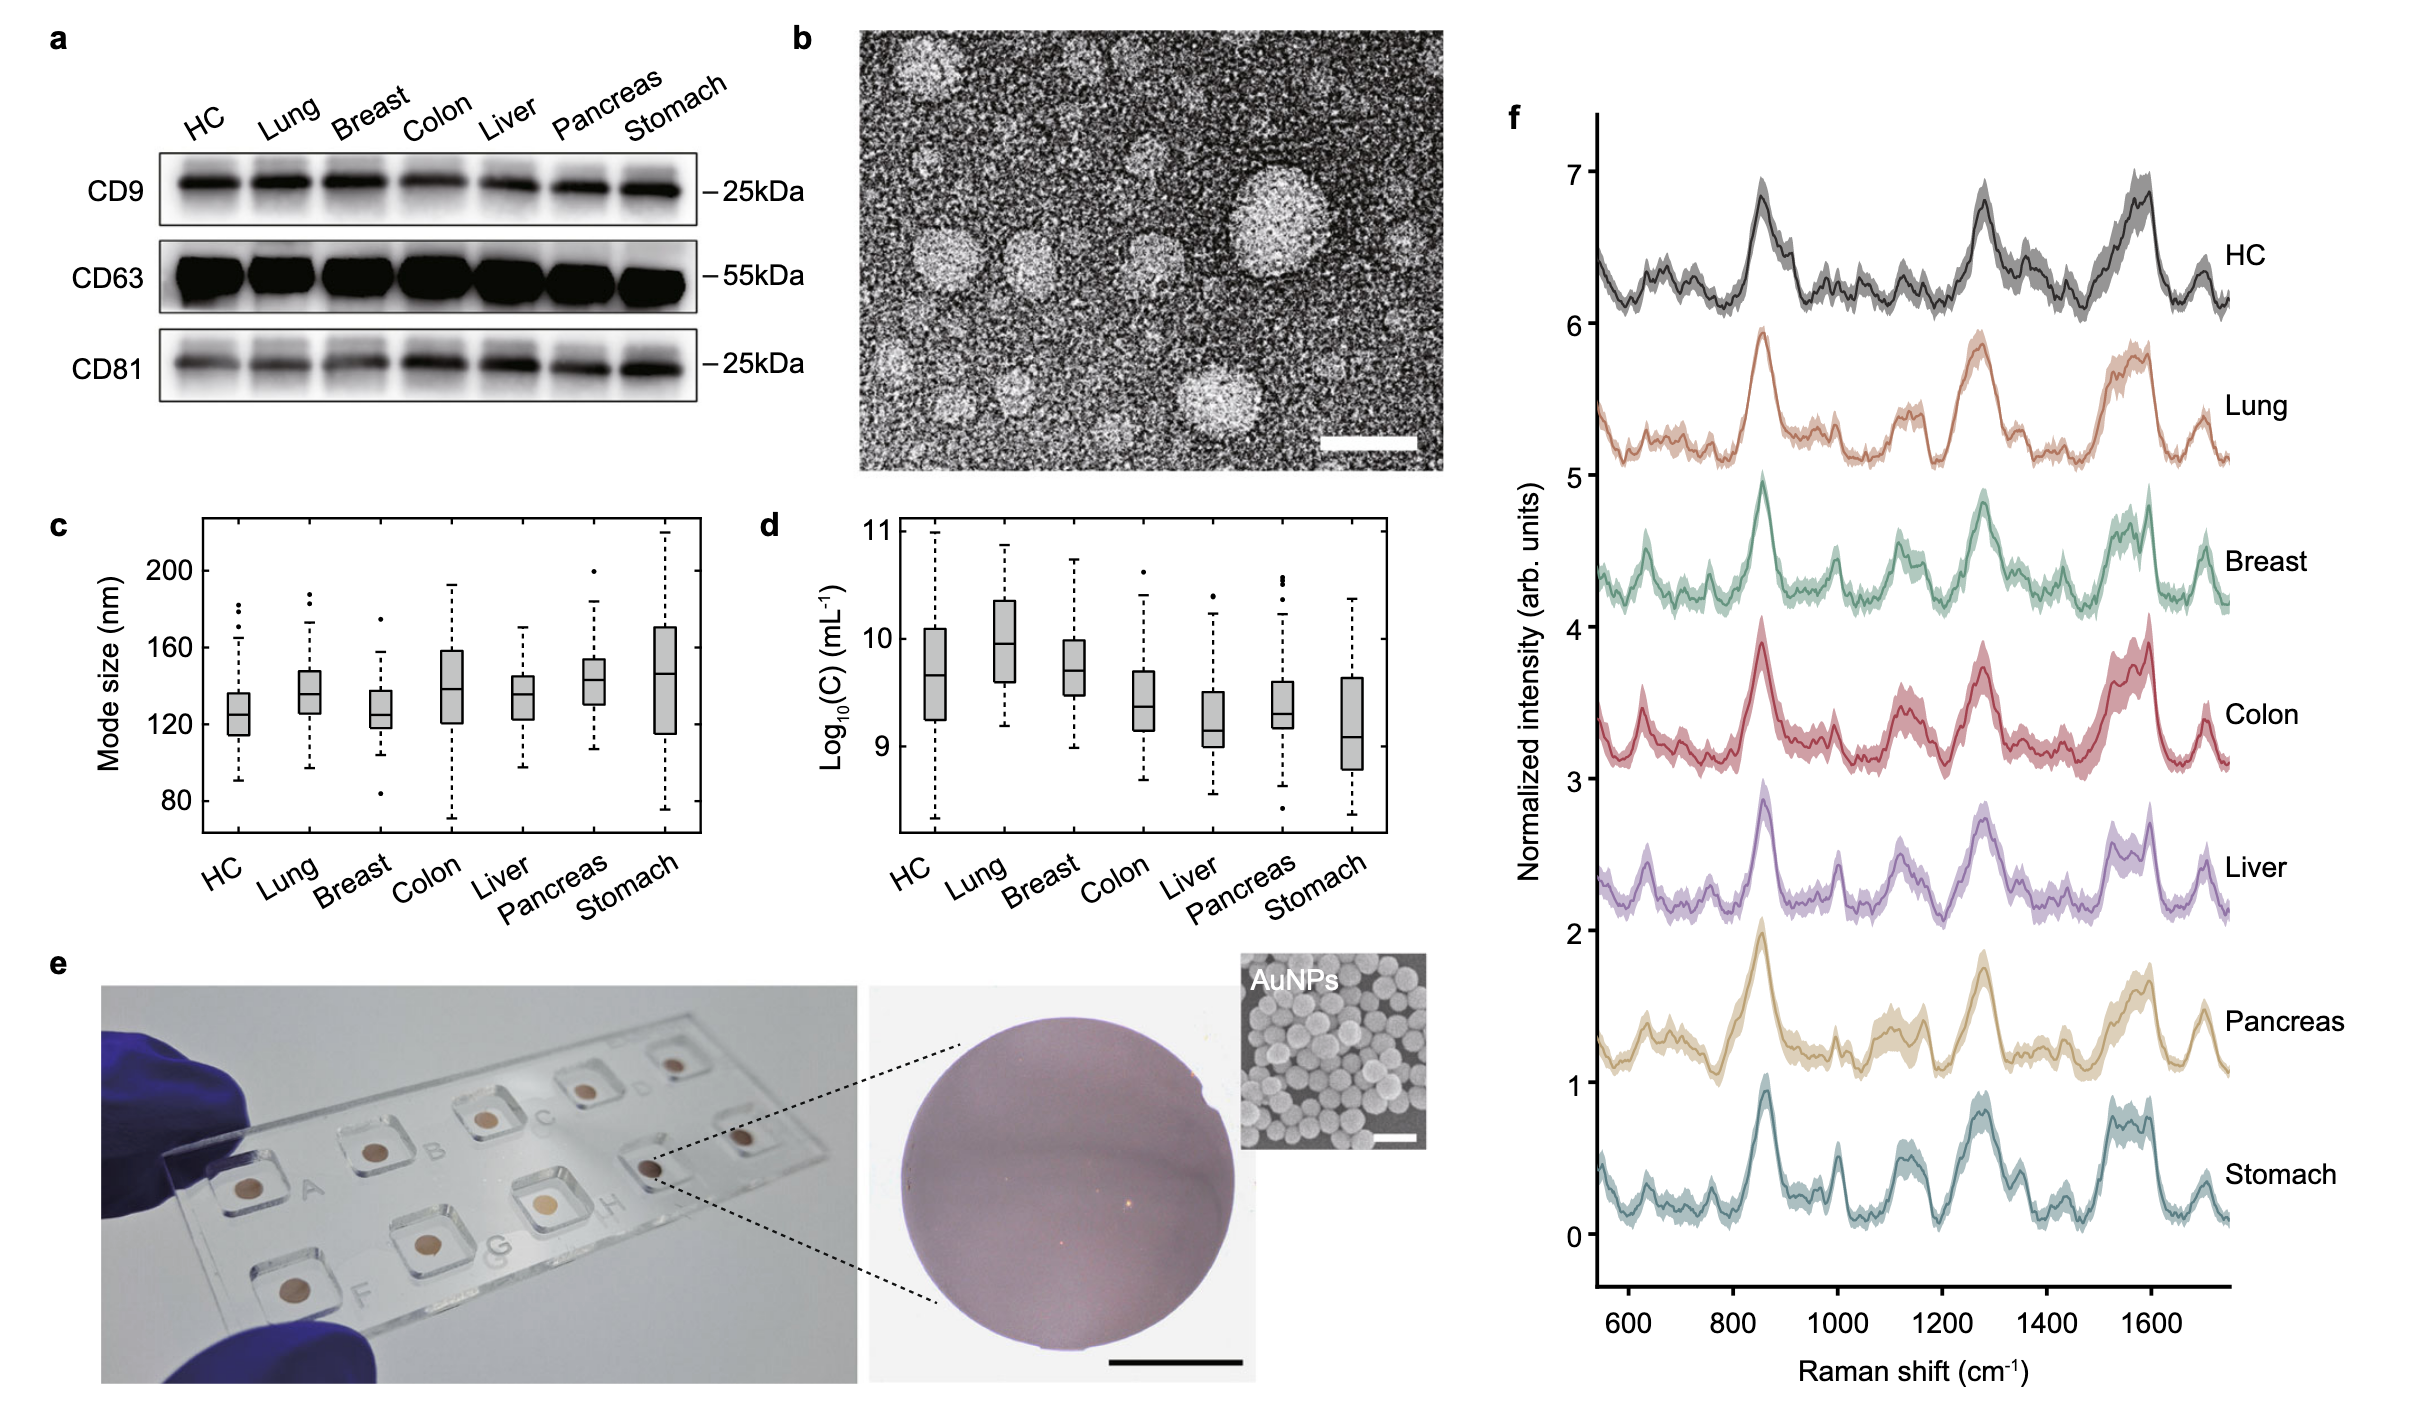 a
HC
Lung
Breast
Colon
Liver
Pancreas
Stomach
CD9
25kDa
CD63
55kDa
CD81
25kDa
b
c
Mode size (nm)
200
160
120
80
HC
Lung
Breast
Colon
Liver
Pancreas
Stomach
d
Log10(C) (mL-1)
11
10
9
HC
Lung
Breast
Colon
Liver
Pancreas
Stomach
e
A
B
C
D
F
G
H
AuNPs
f
Normalized intensity (arb. units)
7
6
5
4
3
2
1
0
HC
Lung
Breast
Colon
Liver
Pancreas
Stomach
600
800
1000
1200
1400
1600
Raman shift (cm-1)